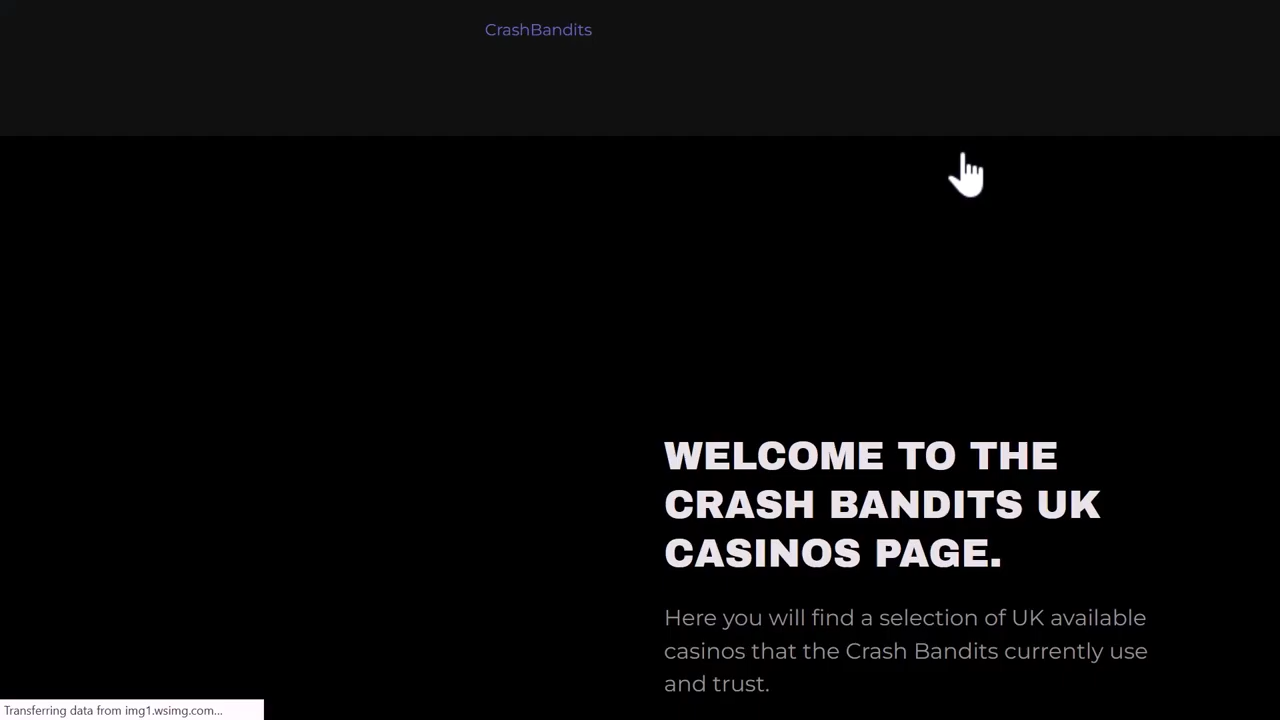 CrashBandits
WELCOME TO THE
CRASH BANDITS UK
CASINOS PAGE.
Here you will find a selection of UK available
casinos that the Crash Bandits currently use
and trust.
Transferring data from img1.wsimg.com...